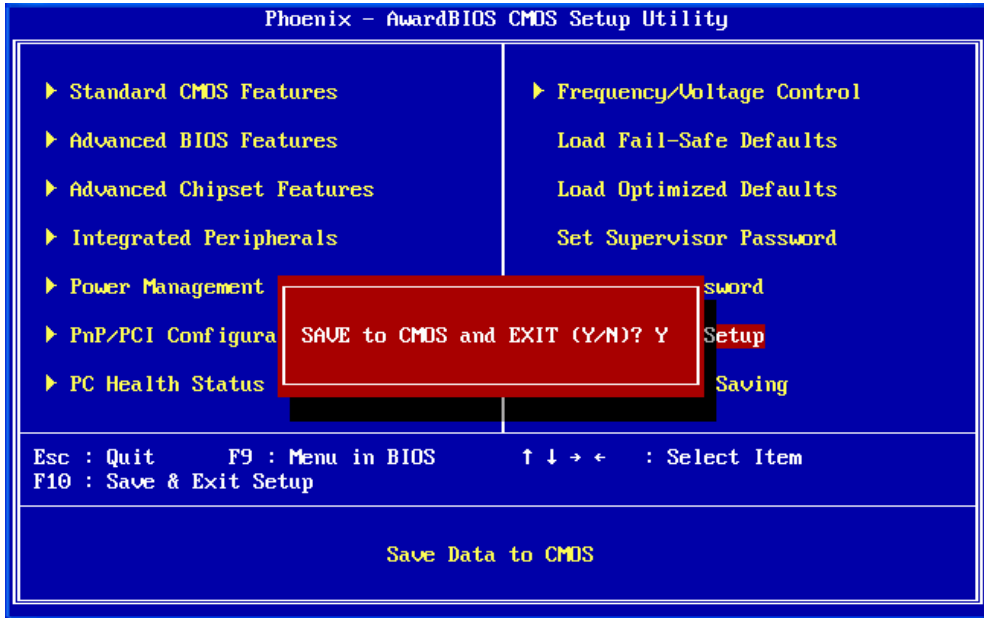 Phoenix - AwardBIOS CMOS Setup Utility
Standard CMOS Features
Advanced BIOS Features
Advanced Chipset Features
Integrated Peripherals
Power Management
PnP/PCI Configura
PC Health Status
Frequency/Voltage Control
Load Fail-Safe Defaults
Load Optimized Defaults
Set Supervisor Password
sword
Setup
Saving
SAVE to CMOS and EXIT (Y/N)? Y
Esc : Quit F9 : Menu in BIOS ↑ ↓ → ← : Select Item
F10 : Save & Exit Setup
Save Data to CMOS